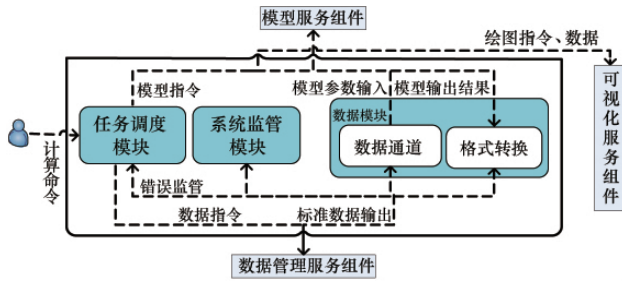 模型服务组件
绘图指令、数据
模型指令
模型参数输入
模型输出结果
可视化服务组件
数据模块
任务调度
模块
系统监管
模块
数据通道
格式转换
计算命令
错误监管
数据指令
标准数据输出
数据管理服务组件